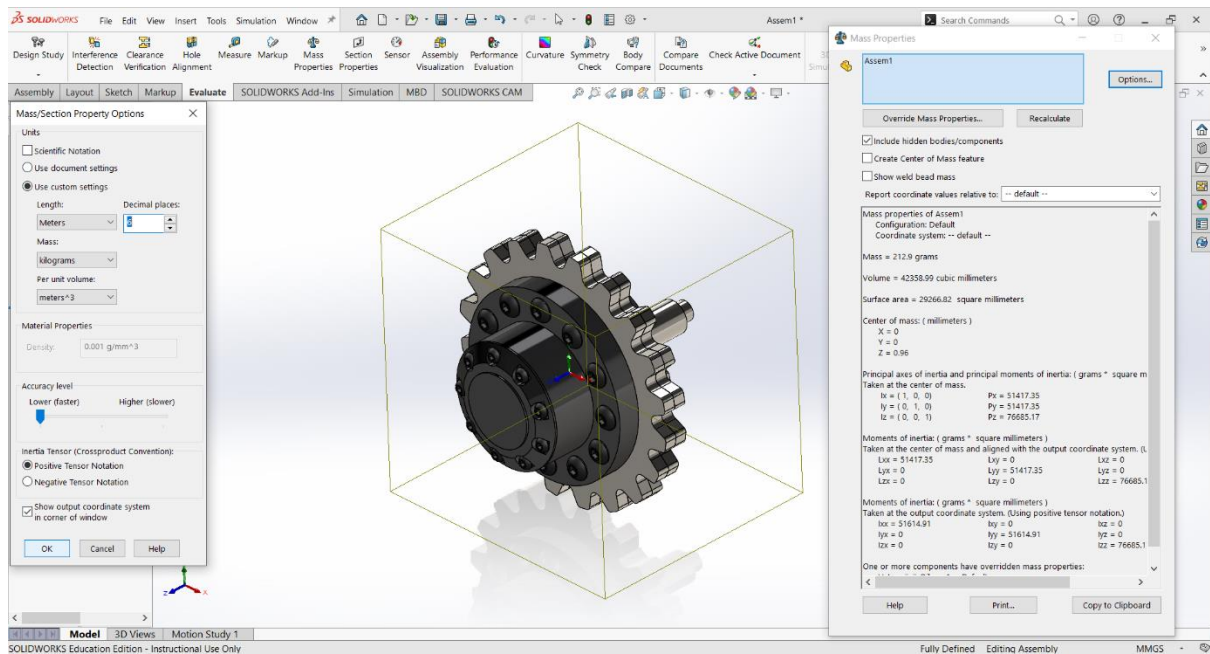 SOLIDWORKS File Edit View Insert Tools Simulation Window Assem1 * Search Commands
Design Study Interference Detection Clearance Verification Hole Alignment Measure Markup Mass Properties Section Properties Sensor Assembly Visualization Performance Evaluation Curvature Symmetry Check Body Compare Compare Documents Check Active Document
Assembly Layout Sketch Markup Evaluate SOLIDWORKS Add-Ins Simulation MBD SOLIDWORKS CAM
Mass/Section Property Options
Units
Scientific Notation
Use document settings
Use custom settings
Length: Decimal places:
Meters 6
Mass:
kilograms
Per unit volume:
meters^3
Material Properties
Density: 0.001 g/mm^3
Accuracy level
Lower (faster) Higher (slower)
Inertia Tensor (Crossproduct Convention):
Positive Tensor Notation
Negative Tensor Notation
Show output coordinate system
in corner of window
OK Cancel Help
z x
Model 3D Views Motion Study 1
SOLIDWORKS Education Edition - Instructional Use Only
Mass Properties
Assem1
Options...
Override Mass Properties... Recalculate
Include hidden bodies/components
Create Center of Mass feature
Show weld bead mass
Report coordinate values relative to: -- default --
Mass properties of Assem1
Configuration: Default
Coordinate system: -- default --
Mass = 212.9 grams
Volume = 42358.99 cubic millimeters
Surface area = 29266.82 square millimeters
Center of mass: ( millimeters )
X = 0
Y = 0
Z = 0.96
Principal axes of inertia and principal moments of inertia: ( grams * square m
Taken at the center of mass.
Ix = ( 1, 0, 0) Px = 51417.35
Iy = ( 0, 1, 0) Py = 51417.35
Iz = ( 0, 0, 1) Pz = 76685.17
Moments of inertia: ( grams * square millimeters )
Taken at the center of mass and aligned with the output coordinate system. (L
Lxx = 51417.35 Lxy = 0 Lxz = 0
Lyx = 0 Lyy = 51417.35 Lyz = 0
Lzx = 0 Lzy = 0 Lzz = 76685.1
Moments of inertia: ( grams * square millimeters )
Taken at the output coordinate system. (Using positive tensor notation.)
Ixx = 51614.91 Ixy = 0 Ixz = 0
Iyx = 0 Iyy = 51614.91 Iyz = 0
Izx = 0 Izy = 0 Izz = 76685.1
One or more components have overridden mass properties:
Help Print... Copy to Clipboard
Fully Defined Editing Assembly MMGS